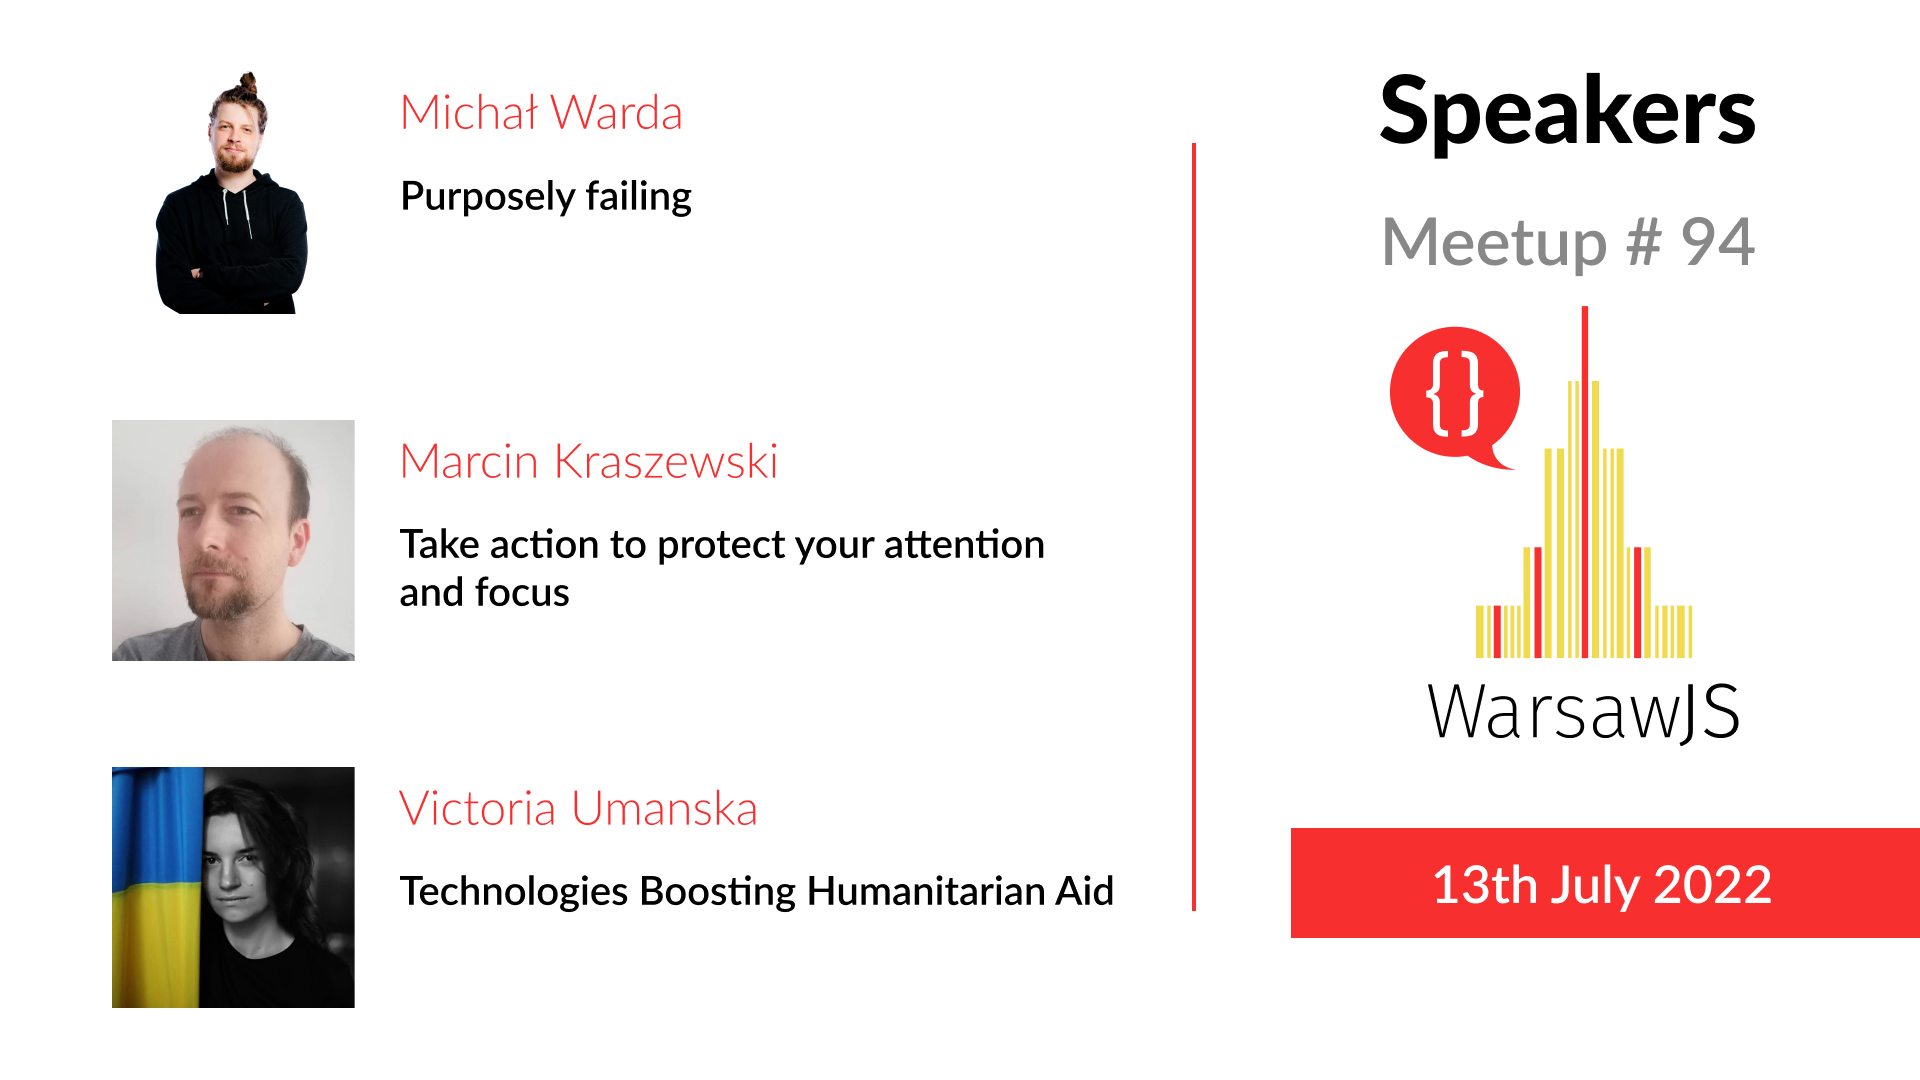 Michał Warda
Purposely failing
Marcin Kraszewski
Take action to protect your attention
and focus
Victoria Umanska
Technologies Boosting Humanitarian Aid
Speakers
Meetup # 94
{}
WarsawJS
13th July 2022